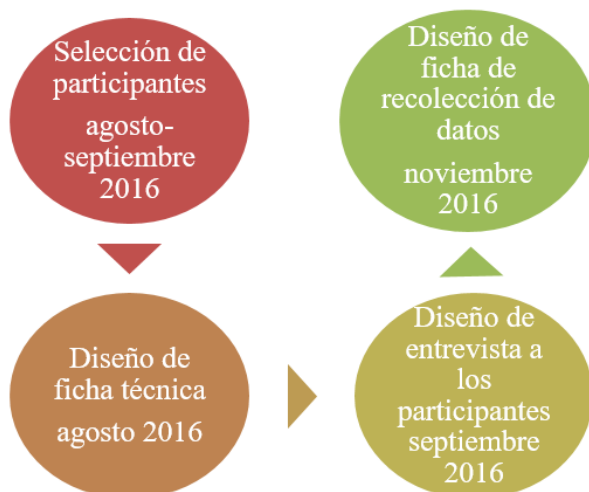 Selección de
participantes
agosto-
septiembre
2016
Diseño de
ficha técnica
agosto 2016
Diseño de
entrevista a
los
participantes
septiembre
2016
Diseño de
ficha de
recolección de
datos
noviembre
2016